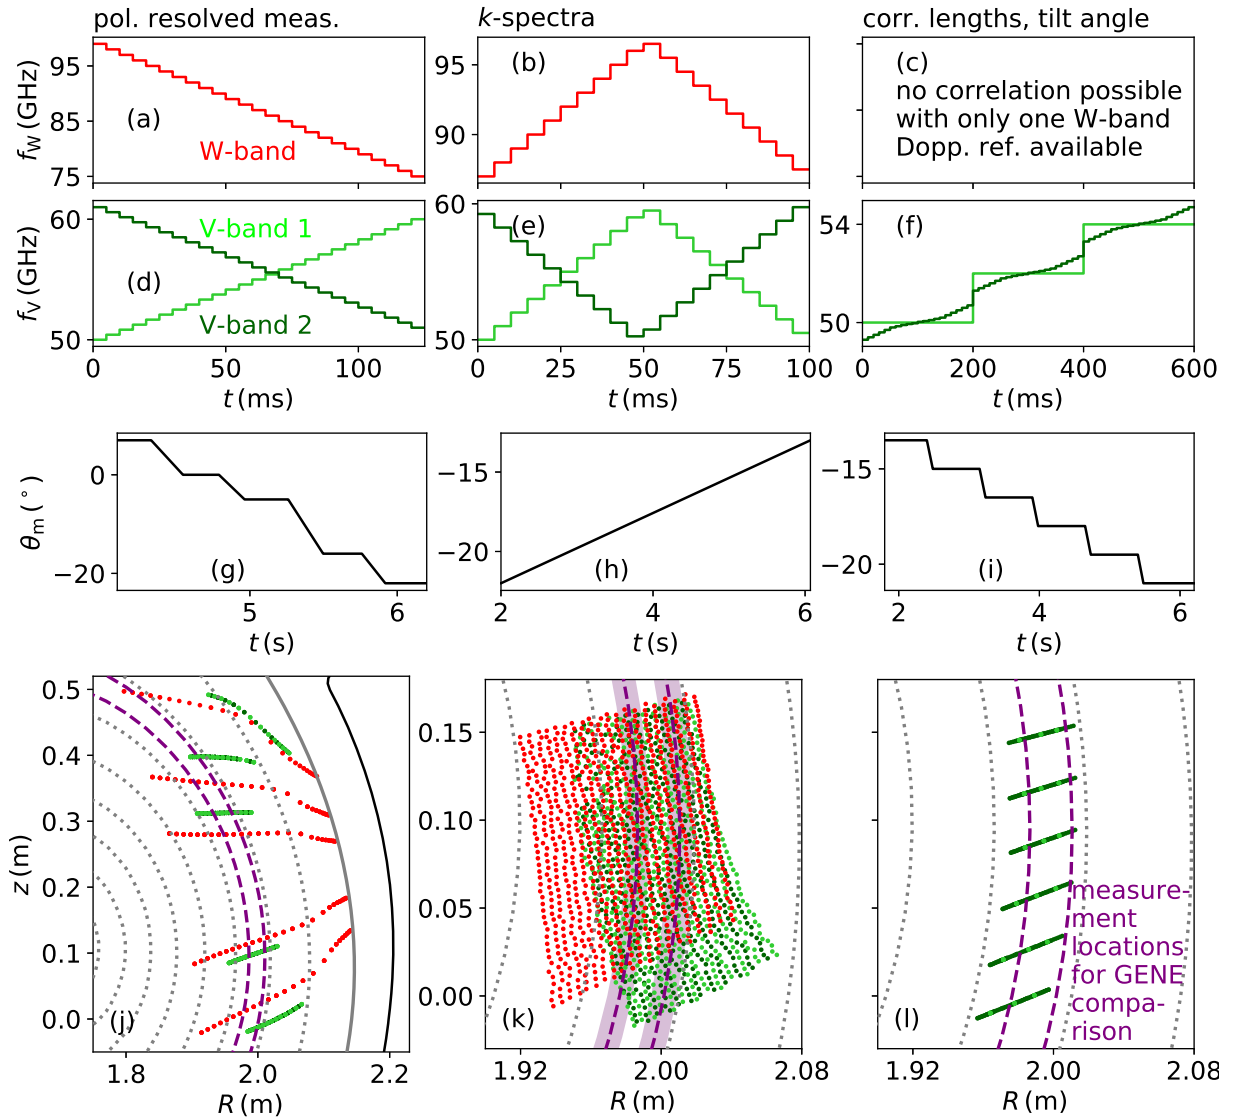 pol. resolved meas.
k-spectra
corr. lengths, tilt angle
f_W (GHz)
95
85
75
(a)
W-band
95
90
(b)
(c)
no correlation possible
with only one W-band
Dopp. ref. available
f_V (GHz)
60
50
V-band 1
(d)
V-band 2
0
50
100
t (ms)
60
50
(e)
0
25
50
75
100
t (ms)
54
50
(f)
0
200
400
600
t (ms)
θ_m (°)
0
−20
(g)
5
6
t (s)
−15
−20
(h)
2
4
6
t (s)
−15
−20
(i)
2
4
6
t (s)
z (m)
0.5
0.4
0.3
0.2
0.1
0.0
(j)
1.8
2.0
2.2
R (m)
0.15
0.10
0.05
0.00
(k)
1.92
2.00
2.08
R (m)
measure-
ment
locations
for GENE
compa-
rison
(l)
1.92
2.00
2.08
R (m)